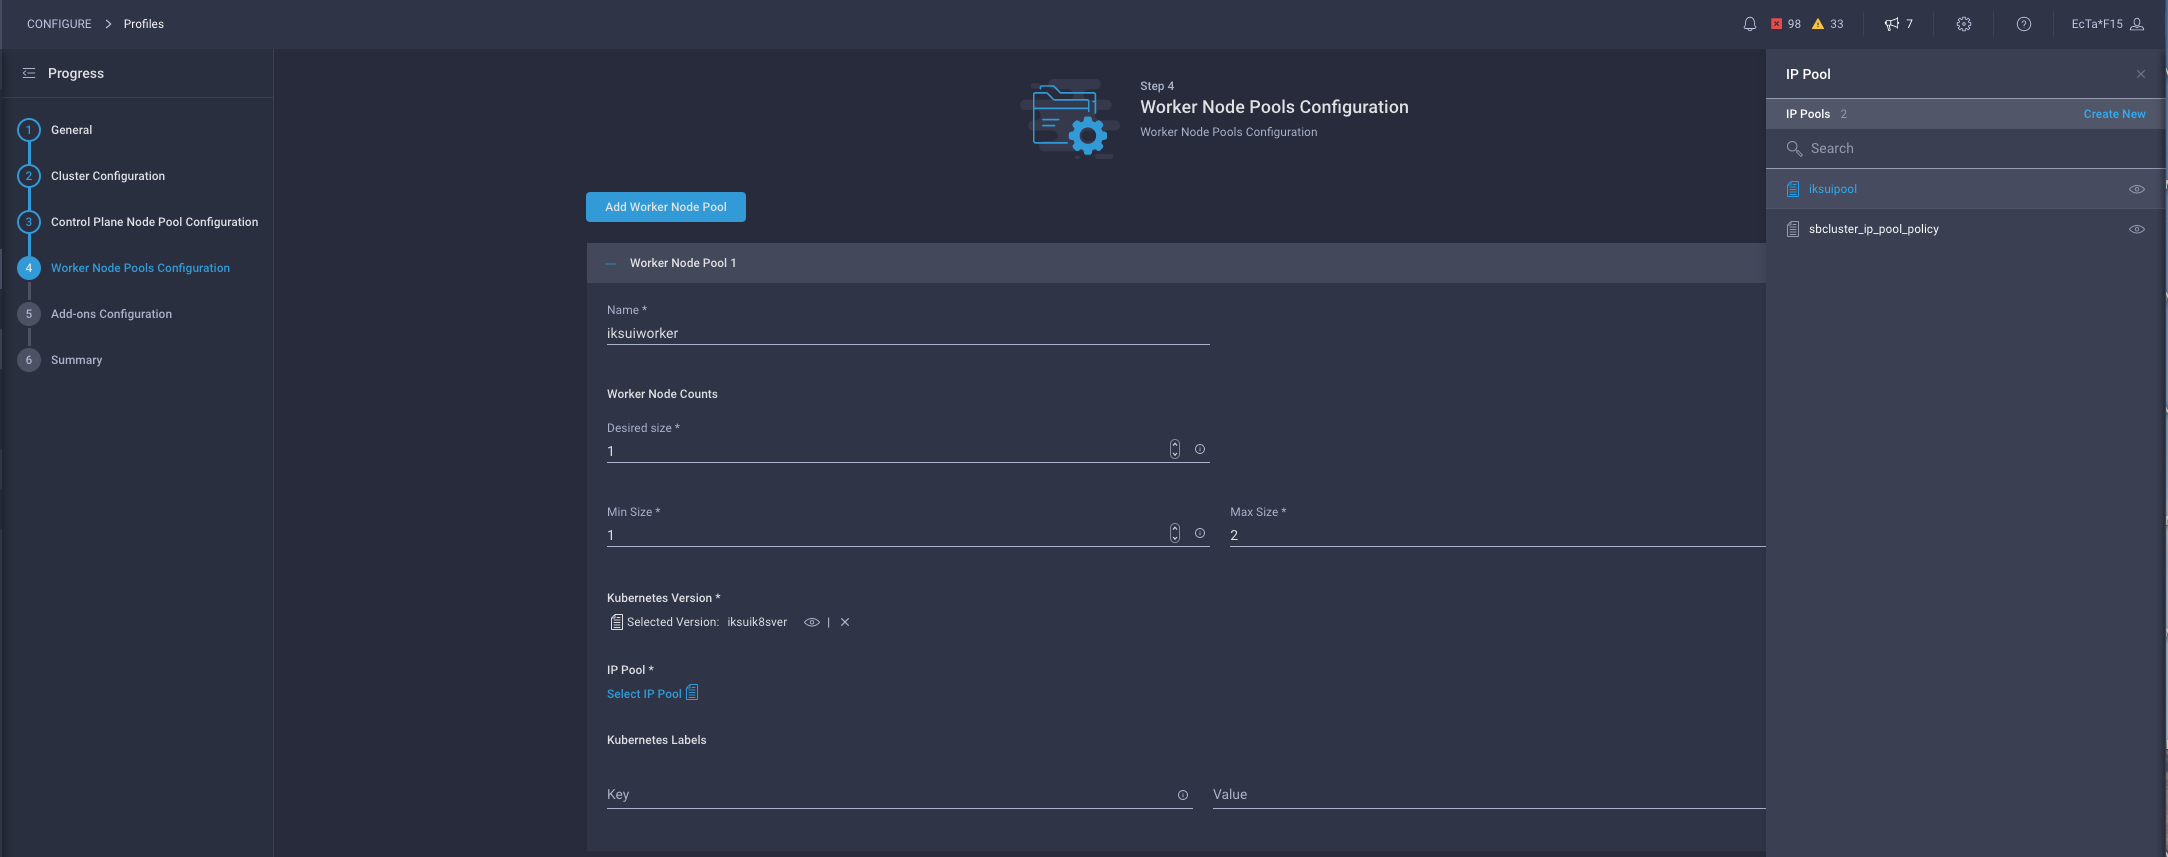 CONFIGURE > Profiles
98 33 7 EcTa*F15
Progress
1 General
2 Cluster Configuration
3 Control Plane Node Pool Configuration
4 Worker Node Pools Configuration
5 Add-ons Configuration
6 Summary
Step 4
Worker Node Pools Configuration
Worker Node Pools Configuration
Add Worker Node Pool
Worker Node Pool 1
Name *
iksuiworker
Worker Node Counts
Desired size *
1
Min Size * Max Size *
1 2
Kubernetes Version *
Selected Version: iksuik8sver |
IP Pool *
Select IP Pool
Kubernetes Labels
Key Value
IP Pool
IP Pools 2 Create New
Search
iksuipool
sbcluster_ip_pool_policy